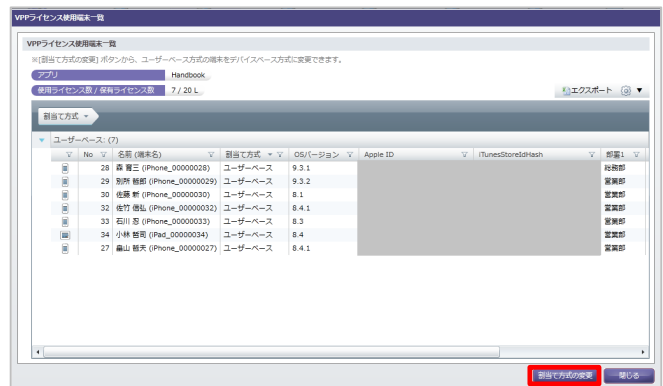 VPPライセンス使用端末一覧
VPPライセンス使用端末一覧
※[割当て方式の変更] ボタンから、ユーザーベース方式の端末をデバイスベース方式に変更できます。
アプリ Handbook
使用ライセンス数 / 保有ライセンス数 7 / 20 L エクスポート
割当て方式
ユーザーベース: (7)
No 名前 (端末名) 割当て方式 OSバージョン Apple ID iTunesStoreIdHash 部署1
28 森 育三 (iPhone_00000028) ユーザーベース 9.3.1 総務部
29 別所 哲郎 (iPhone_00000029) ユーザーベース 9.3.2 営業部
30 佐藤 新 (iPhone_00000030) ユーザーベース 8.1 営業部
32 佐竹 信弘 (iPhone_00000032) ユーザーベース 8.4.1 営業部
33 石川 忍 (iPhone_00000033) ユーザーベース 8.3 営業部
34 小林 哲司 (iPad_00000034) ユーザーベース 8.4 営業部
27 畠山 哲夫 (iPhone_00000027) ユーザーベース 8.4.1 営業部
割当て方式の変更 閉じる